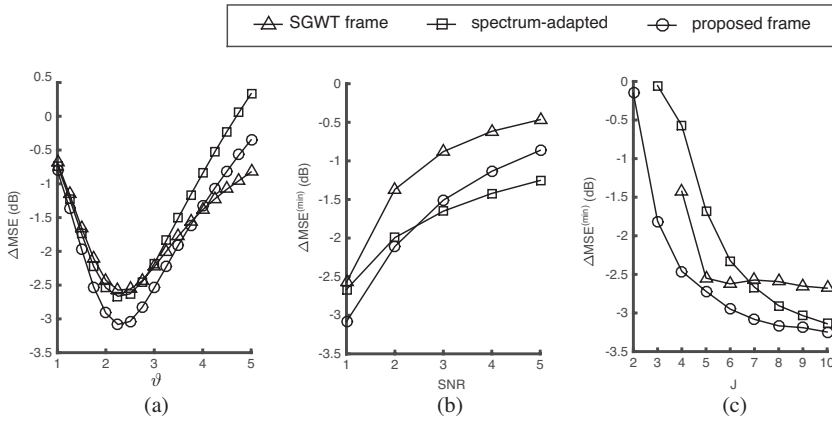 SGWT frame spectrum-adapted proposed frame
0.5
0
-0.5
-1
-1.5
-2
-2.5
-3
-3.5
1 2 3 4 5
ΔMSE (dB)
ϑ
(a)
0
-0.5
-1
-1.5
-2
-2.5
-3
-3.5
1 2 3 4 5
ΔMSE(min) (dB)
SNR
(b)
0
-0.5
-1
-1.5
-2
-2.5
-3
-3.5
2 3 4 5 6 7 8 9 10
ΔMSE(min) (dB)
J
(c)